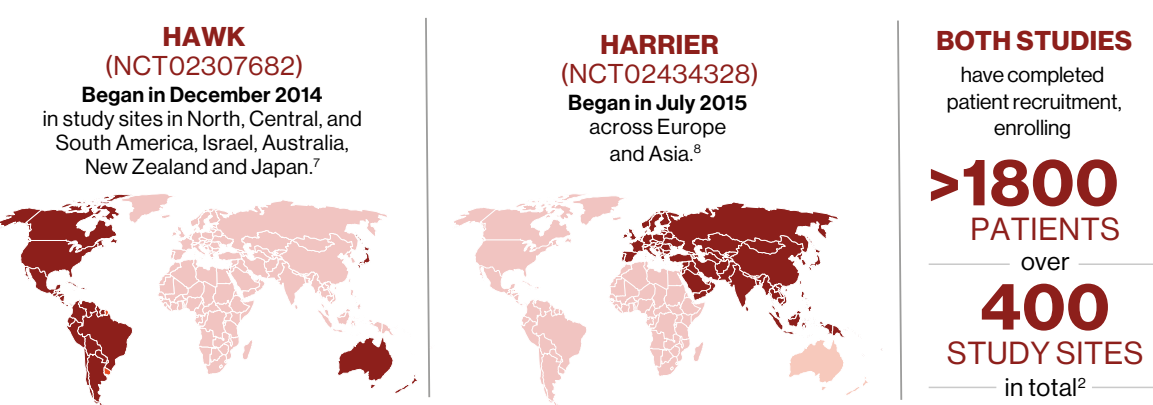 HAWK
(NCT02307682)
Began in December 2014
in study sites in North, Central, and
South America, Israel, Australia,
New Zealand and Japan.⁷
HARRIER
(NCT02434328)
Began in July 2015
across Europe
and Asia.⁸
BOTH STUDIES
have completed
patient recruitment,
enrolling
>1800
PATIENTS
over
400
STUDY SITES
in total²